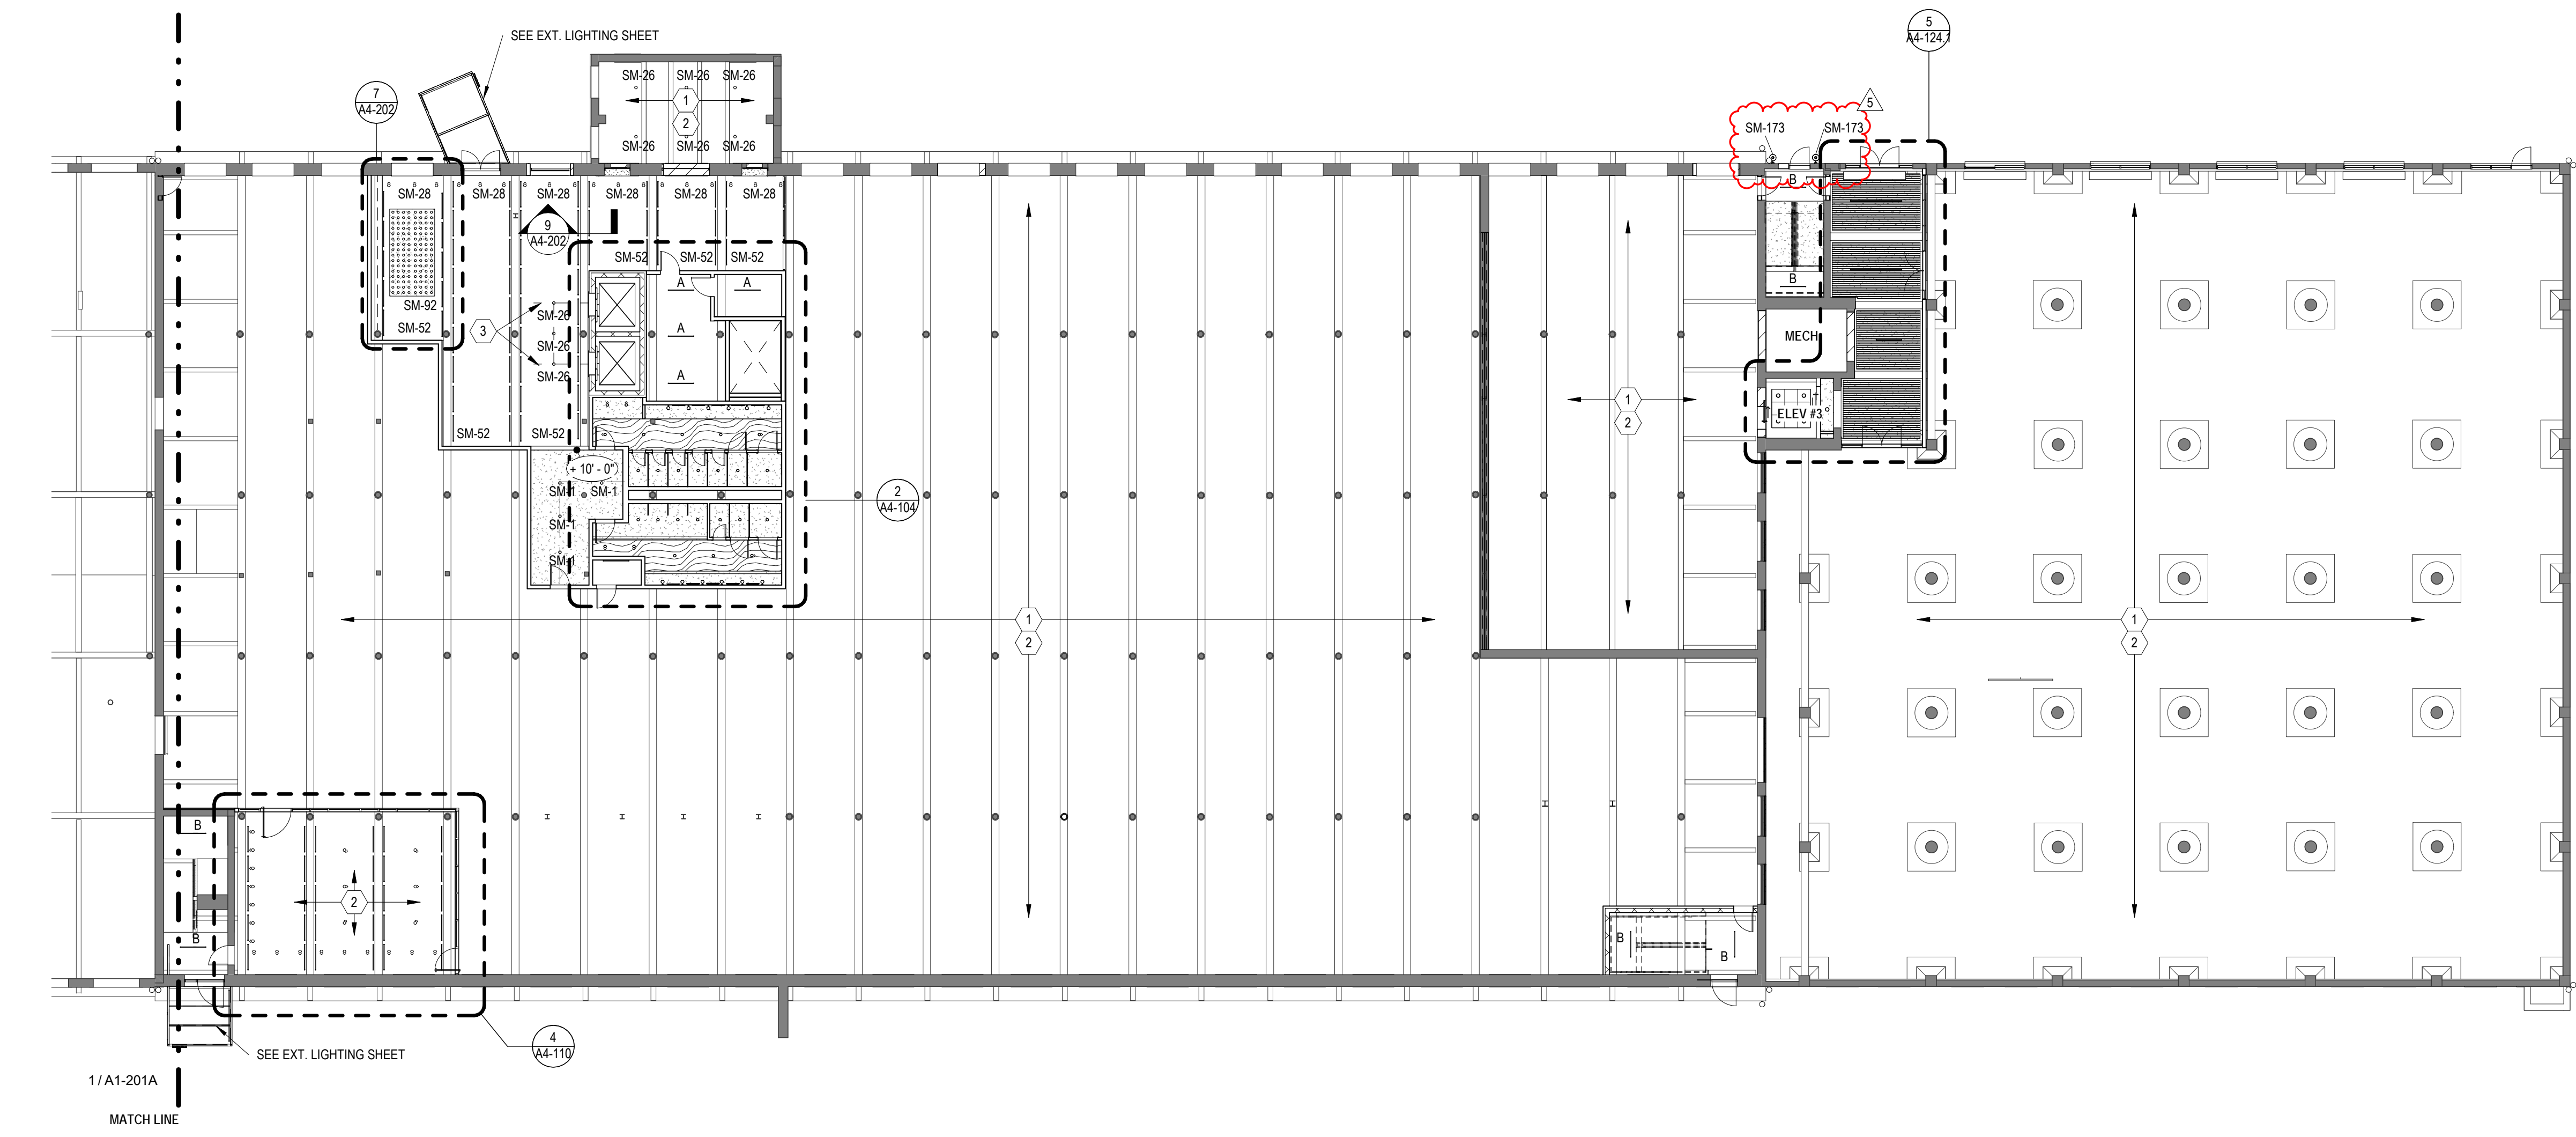 5
A4-124.1
SEE EXT. LIGHTING SHEET
7
A4-202
SM-26 SM-26 SM-26
1
2
SM-26 SM-26 SM-26
5
SM-173 SM-173
B
SM-28 SM-28 SM-28 SM-28 SM-28 SM-28
9
A4-202
SM-52 SM-52 SM-52
A A
B
SM-92
SM-26
SM-52
3
A
MECH
SM-26
SM-26
A
1
2
ELEV #3
SM-52 SM-52
+ 10' - 0"
SM-1 SM-1
2
A4-104
SM-1
SM-1
1
2
1
2
B
2
B
B
B
4
A4-110
SEE EXT. LIGHTING SHEET
1 / A1-201A
MATCH LINE